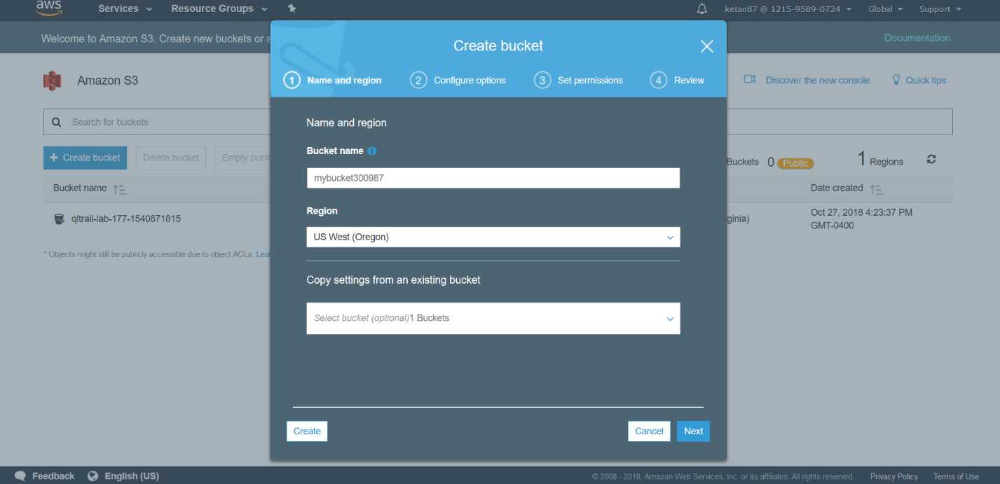 aws Services Resource Groups ketan87 @ 1215-9589-0724 Global Support
Welcome to Amazon S3. Create new buckets or s Documentation
Create bucket
1 Name and region 2 Configure options 3 Set permissions 4 Review
Amazon S3 Discover the new console Quick tips
Search for buckets
Name and region
Bucket name i
+ Create bucket Delete bucket Empty buck Buckets 0 Public 1 Regions
mybucket300987
Bucket name Date created
Region
qltrail-lab-177-1540671815 ginia) Oct 27, 2018 4:23:37 PM
GMT-0400
US West (Oregon)
* Objects might still be publicly accessible due to object ACLs. Lear
Copy settings from an existing bucket
Select bucket (optional)1 Buckets
Create Cancel Next
Feedback English (US) © 2008 - 2018, Amazon Web Services, Inc. or its affiliates. All rights reserved. Privacy Policy Terms of Use